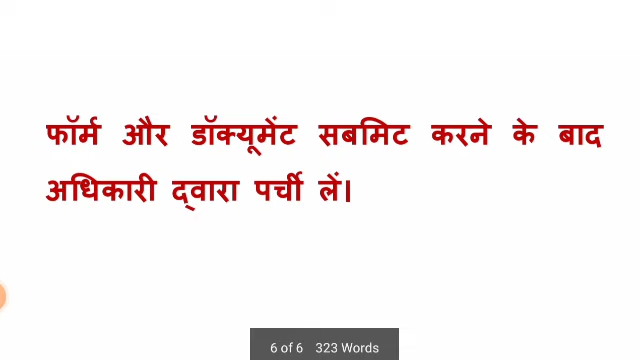 फॉर्म और डॉक्यूमेंट सबमिट करने के बाद
अधिकारी द्वारा पर्ची लें।
6 of 6 323 Words